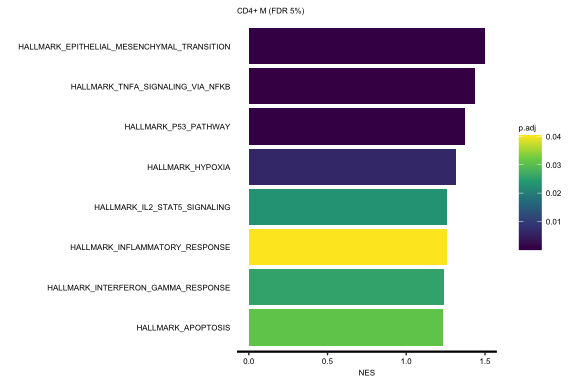 CD4+ M (FDR 5%)
HALLMARK_EPITHELIAL_MESENCHYMAL_TRANSITION
HALLMARK_TNFA_SIGNALING_VIA_NFKB
HALLMARK_P53_PATHWAY
HALLMARK_HYPOXIA
HALLMARK_IL2_STAT5_SIGNALING
HALLMARK_INFLAMMATORY_RESPONSE
HALLMARK_INTERFERON_GAMMA_RESPONSE
HALLMARK_APOPTOSIS
0.0 0.5 1.0 1.5
NES
p.adj
0.04
0.03
0.02
0.01